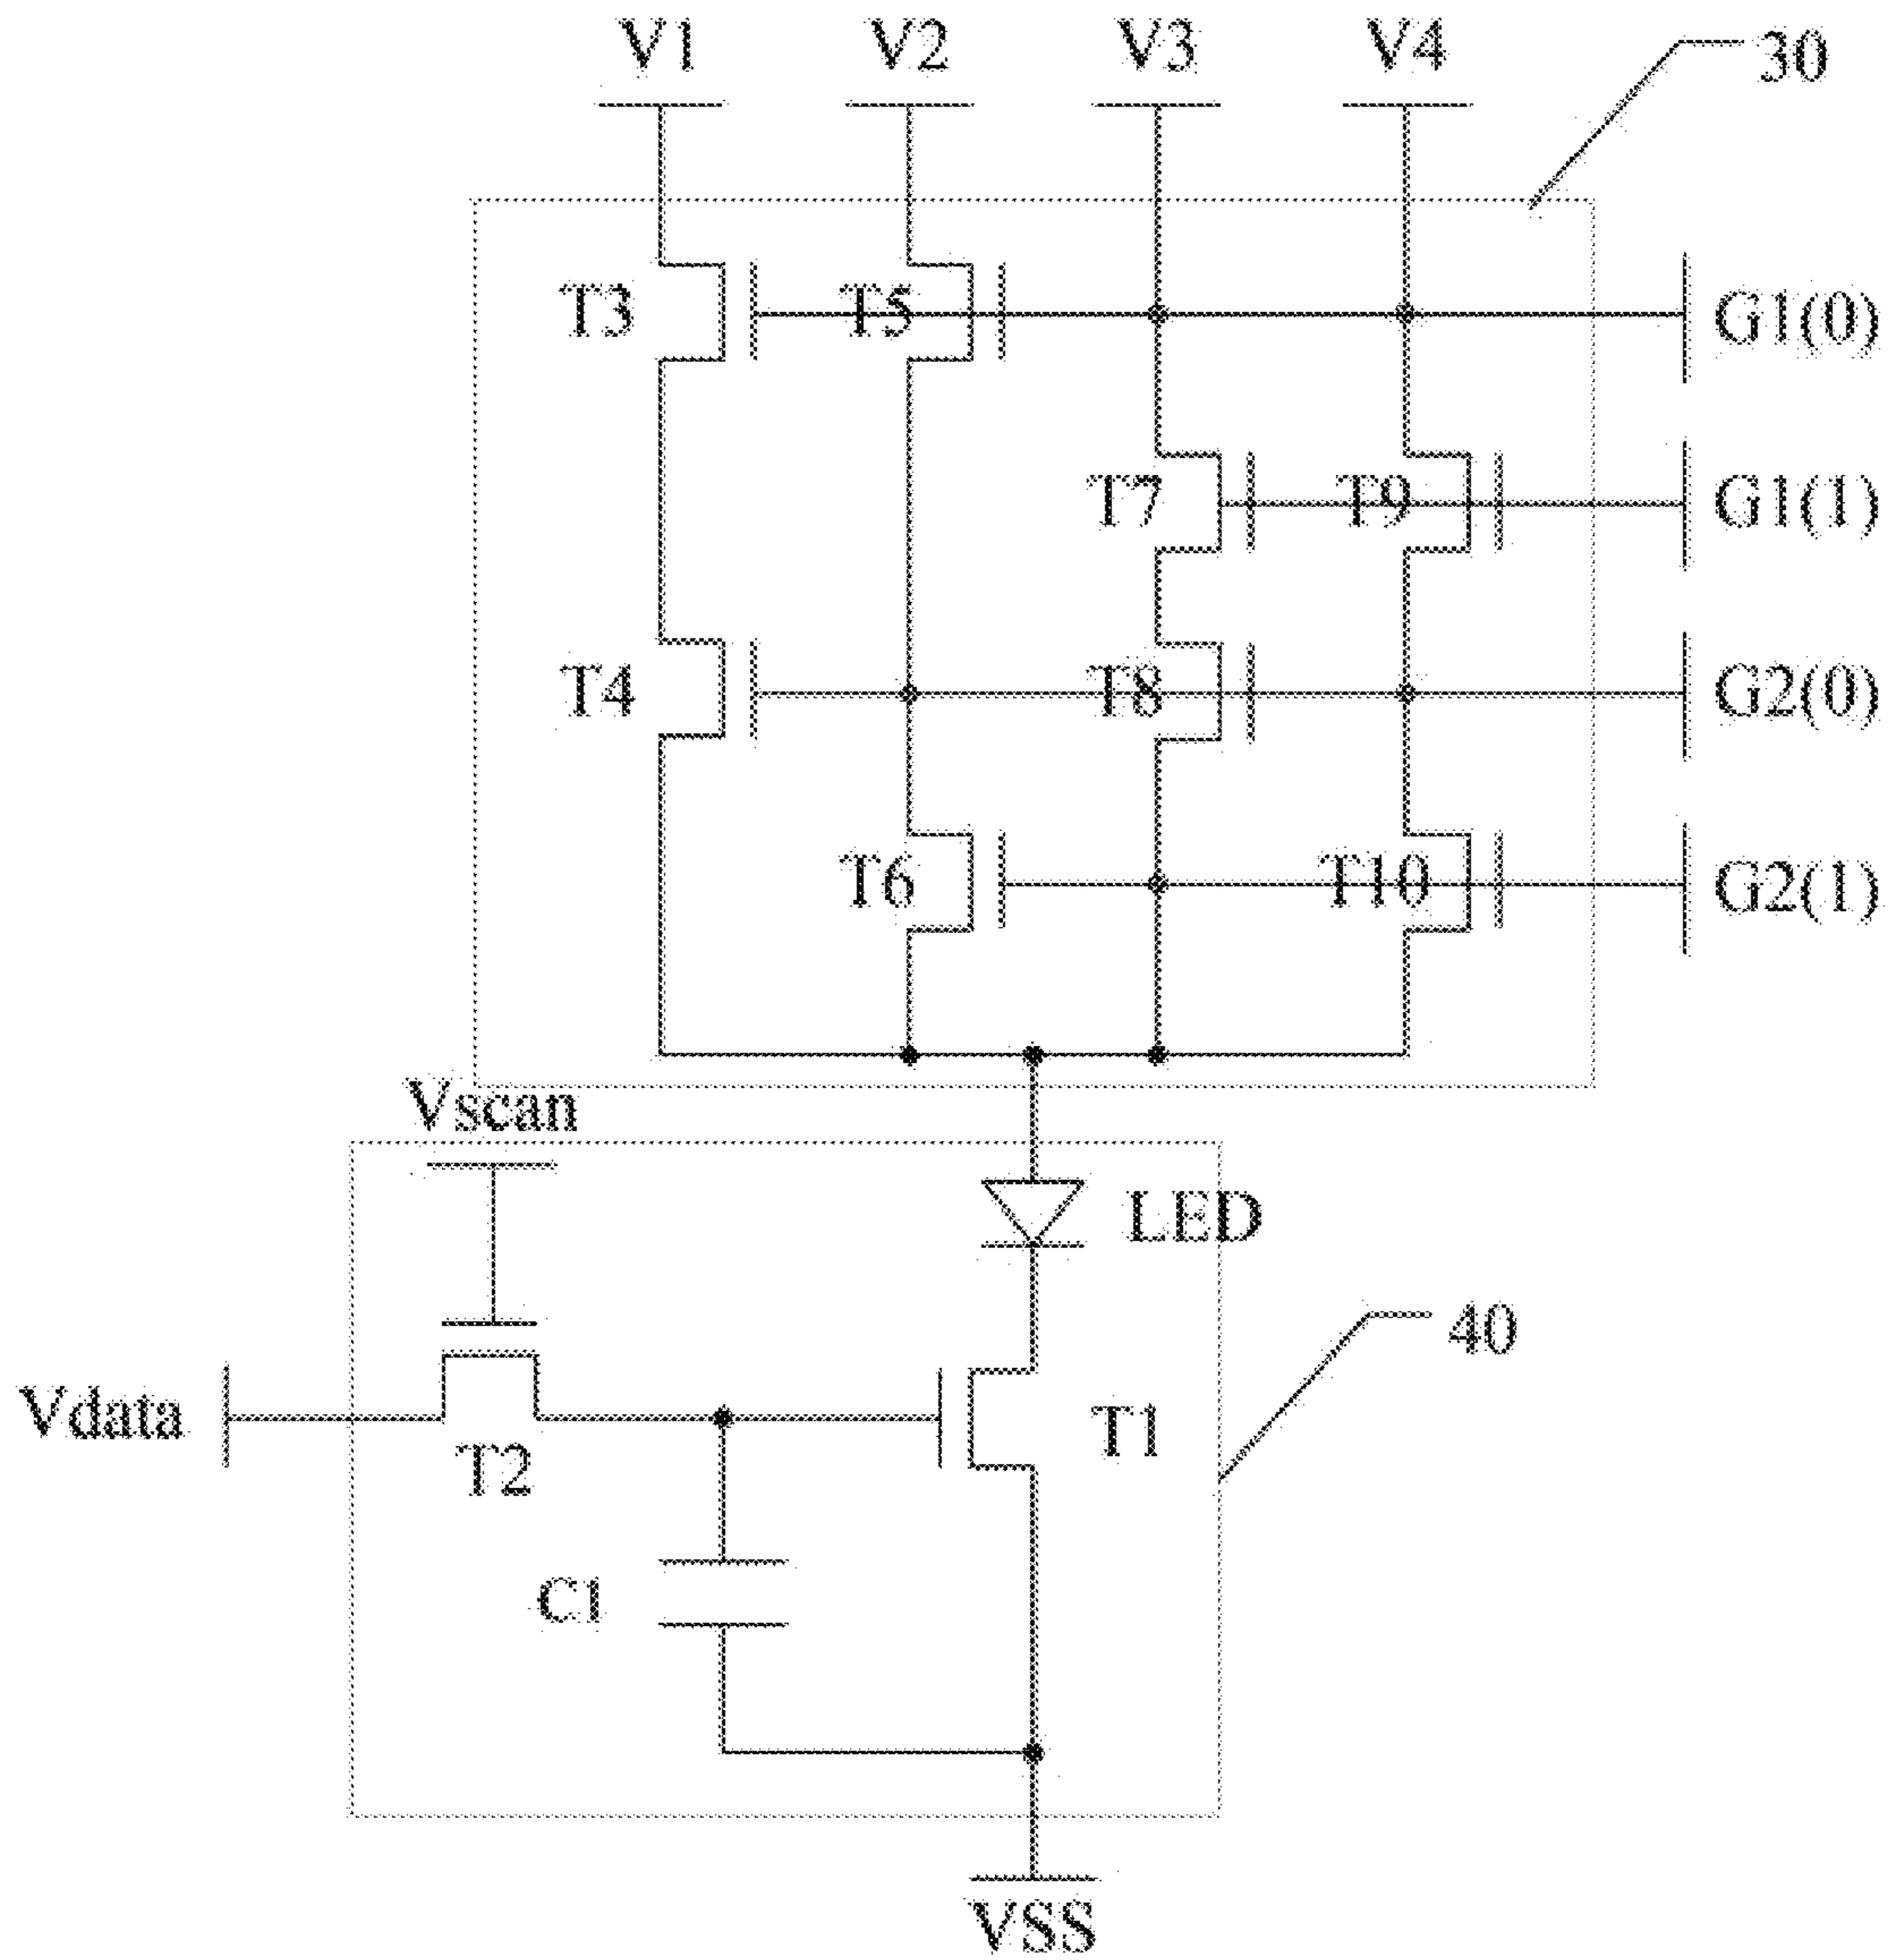 V1 V2 V3 V4
30
T3 T5 G1(0)
T7 T9 G1(1)
T4 T8 G2(0)
T6 T10 G2(1)
Vscan
LED
40
Vdata
T2 T1
C1
VSS